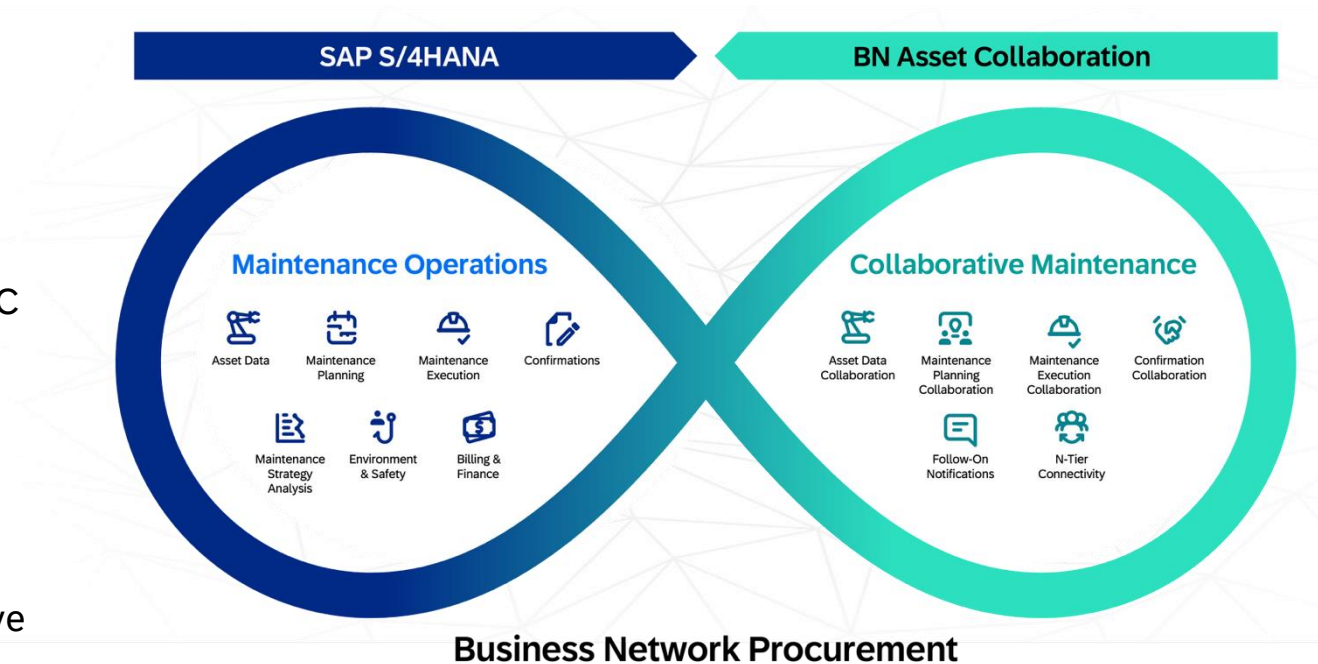 SAP S/4HANA
BN Asset Collaboration
Maintenance Operations
Asset Data
Maintenance
Planning
Maintenance
Execution
Confirmations
Maintenance
Strategy
Analysis
Environment
& Safety
Billing &
Finance
Collaborative Maintenance
Asset Data
Collaboration
Maintenance
Planning
Collaboration
Maintenance
Execution
Collaboration
Confirmation
Collaboration
Follow-On
Notifications
N-Tier
Connectivity
Business Network Procurement